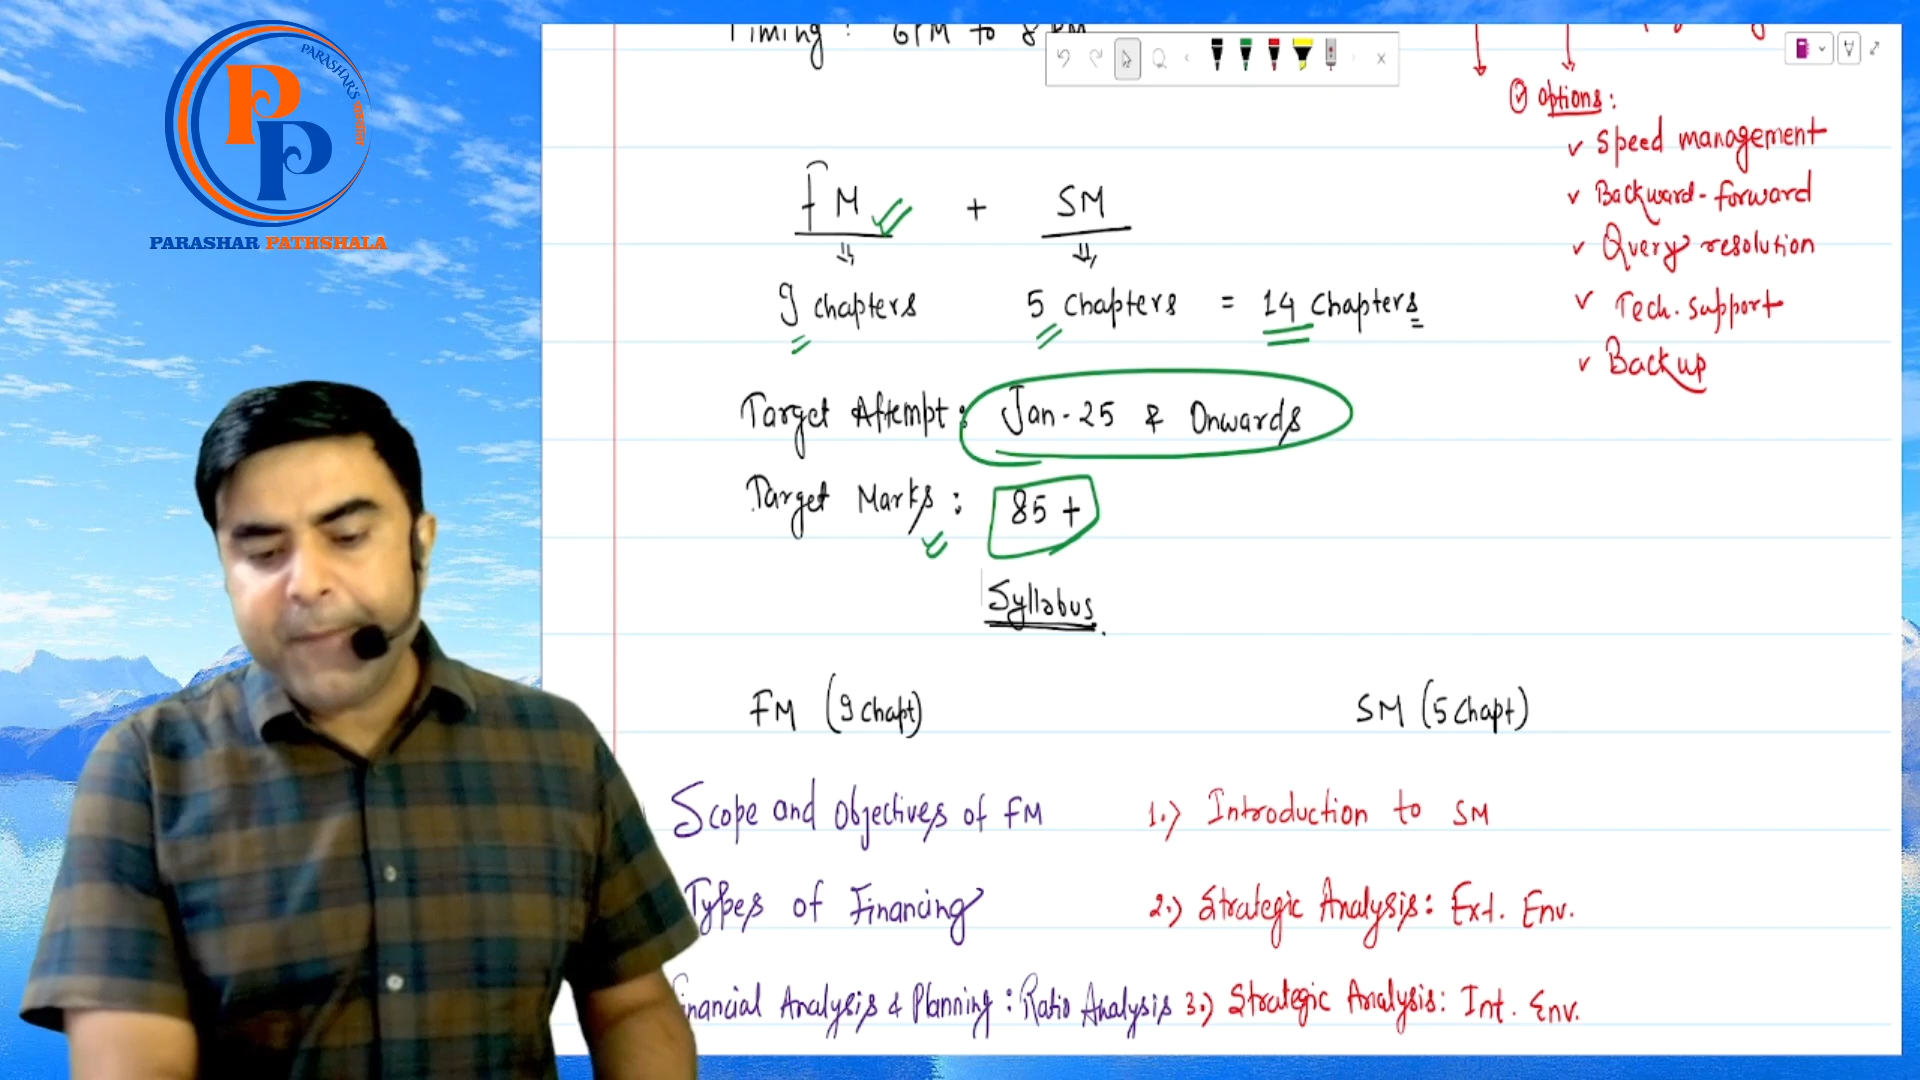 PARASHAR'S
PARASHAR PATHSHALA
Timing : 6PM to 8 PM
FM + SM
9 chapters 5 chapters = 14 chapters
Target Attempt : Jan-25 & Onwards
Target Marks : 85 +
Syllabus
FM (9 chapt) SM (5 chapt)
Scope and Objectives of FM 1.) Introduction to SM
Types of Financing 2.) Strategic Analysis: Ext. Env.
Financial Analysis & Planning : Ratio Analysis 3.) Strategic Analysis: Int. Env.
options :
Speed management
Backward-forward
Query resolution
Tech. support
Backup